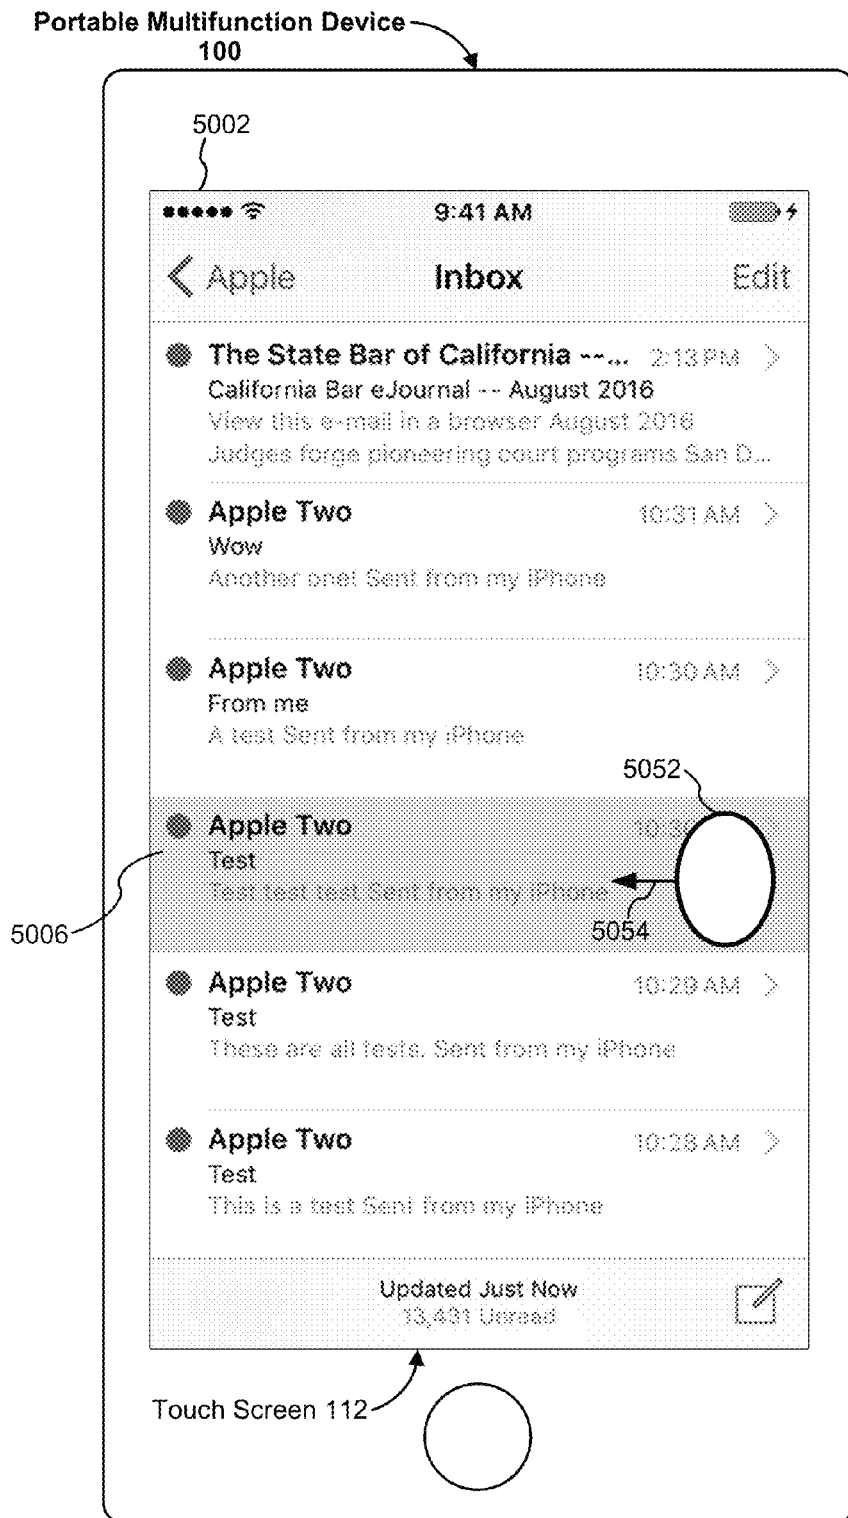 Portable Multifunction Device
100
5002
9:41 AM
Apple
Inbox
Edit
The State Bar of California --... 2:13 PM
California Bar eJournal -- August 2016
View this e-mail in a browser August 2016
Judges forge pioneering court programs San D...
Apple Two 10:31 AM
Wow
Another one! Sent from my iPhone
Apple Two 10:30 AM
From me
A test Sent from my iPhone
5052
Apple Two
Test
Test test test Sent from my iPhone
5054
5006
Apple Two 10:29 AM
Test
These are all tests. Sent from my iPhone
Apple Two 10:28 AM
Test
This is a test Sent from my iPhone
Updated Just Now
13,431 Unread
Touch Screen 112